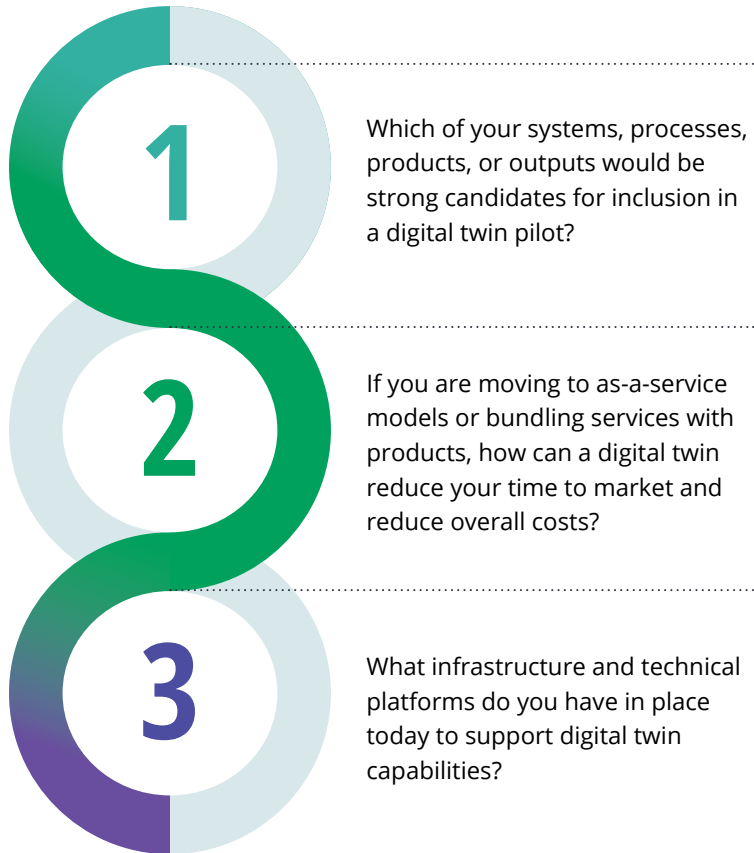 1
Which of your systems, processes,
products, or outputs would be
strong candidates for inclusion in
a digital twin pilot?
2
If you are moving to as-a-service
models or bundling services with
products, how can a digital twin
reduce your time to market and
reduce overall costs?
3
What infrastructure and technical
platforms do you have in place
today to support digital twin
capabilities?